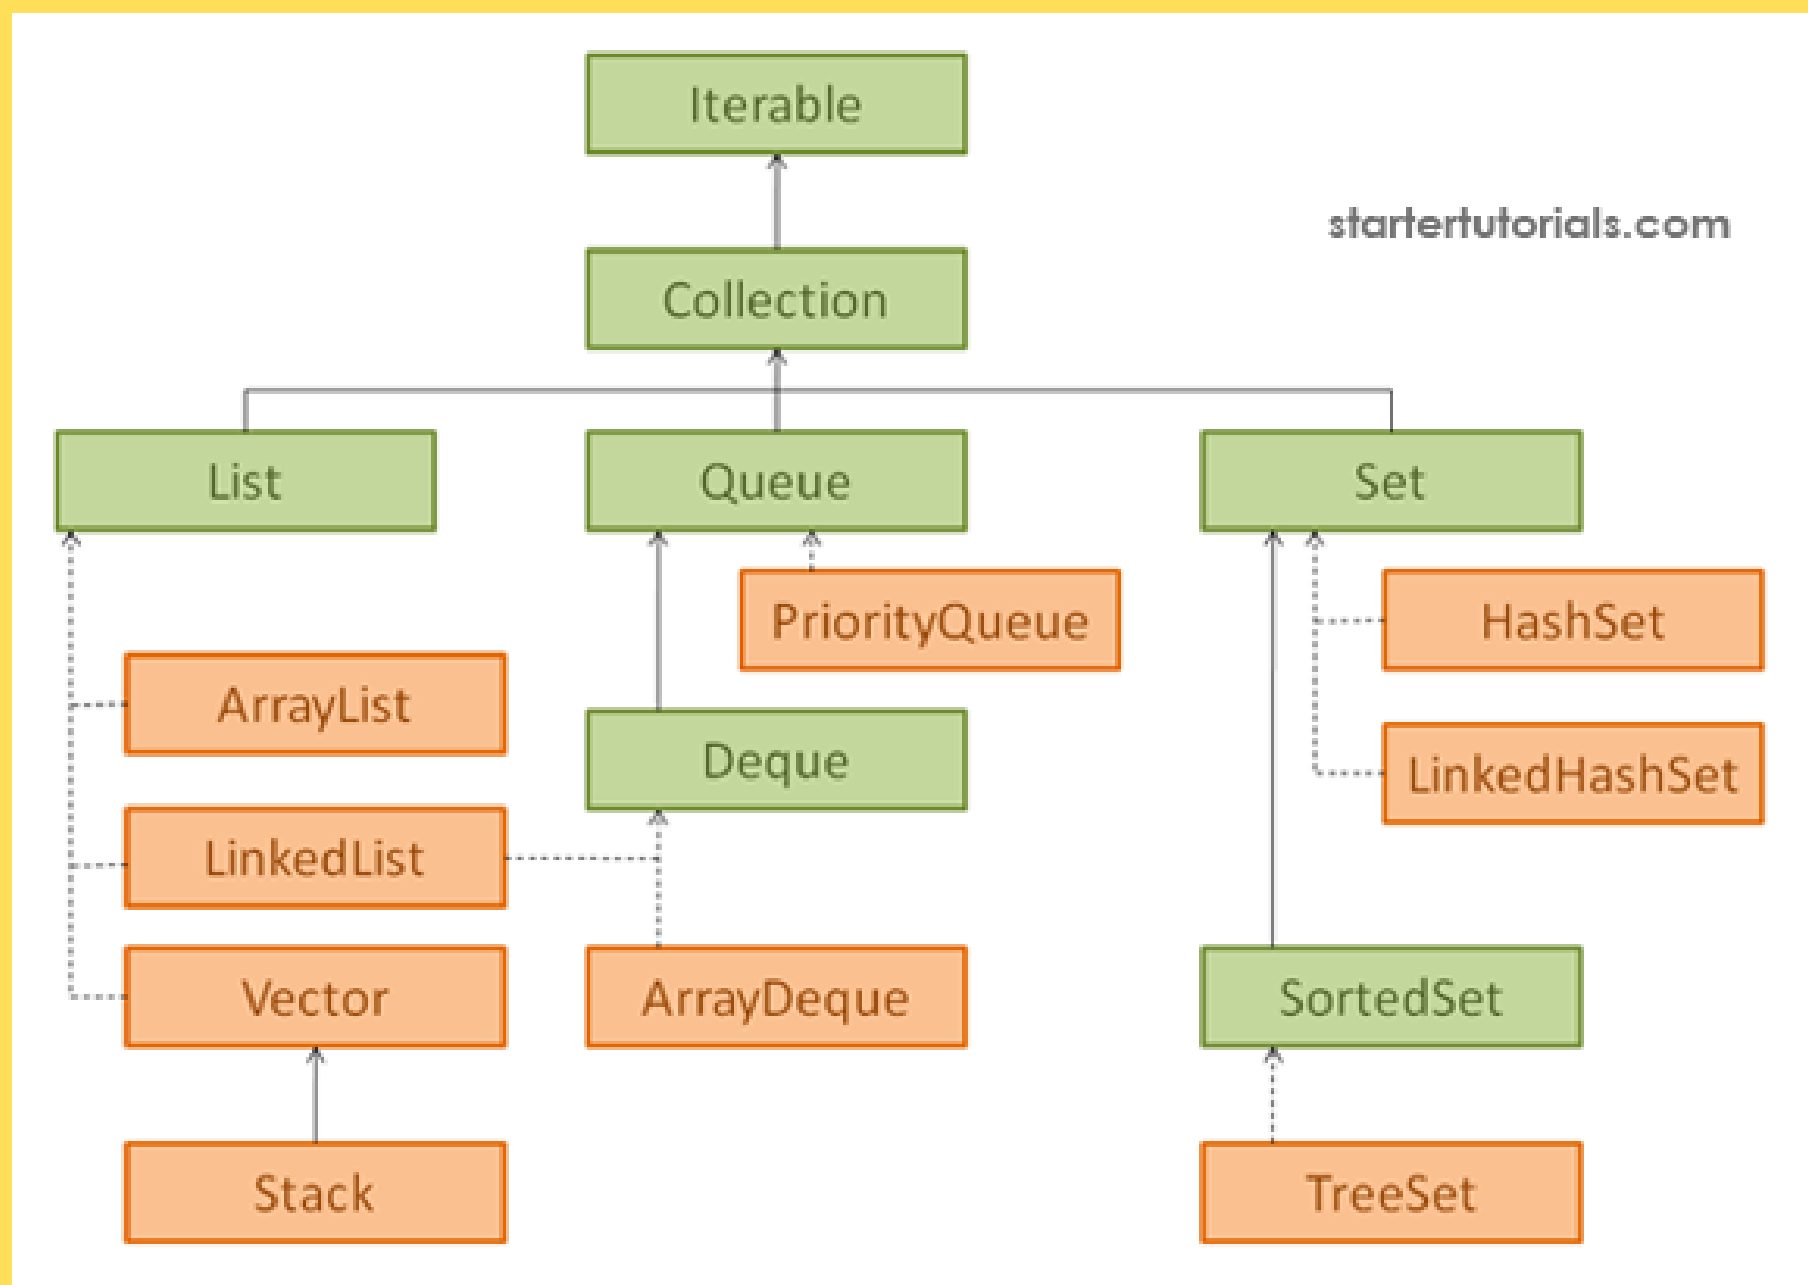 Iterable
startertutorials.com
Collection
List
Queue
Set
PriorityQueue
HashSet
ArrayList
Deque
LinkedHashSet
LinkedList
Vector
ArrayDeque
SortedSet
Stack
TreeSet